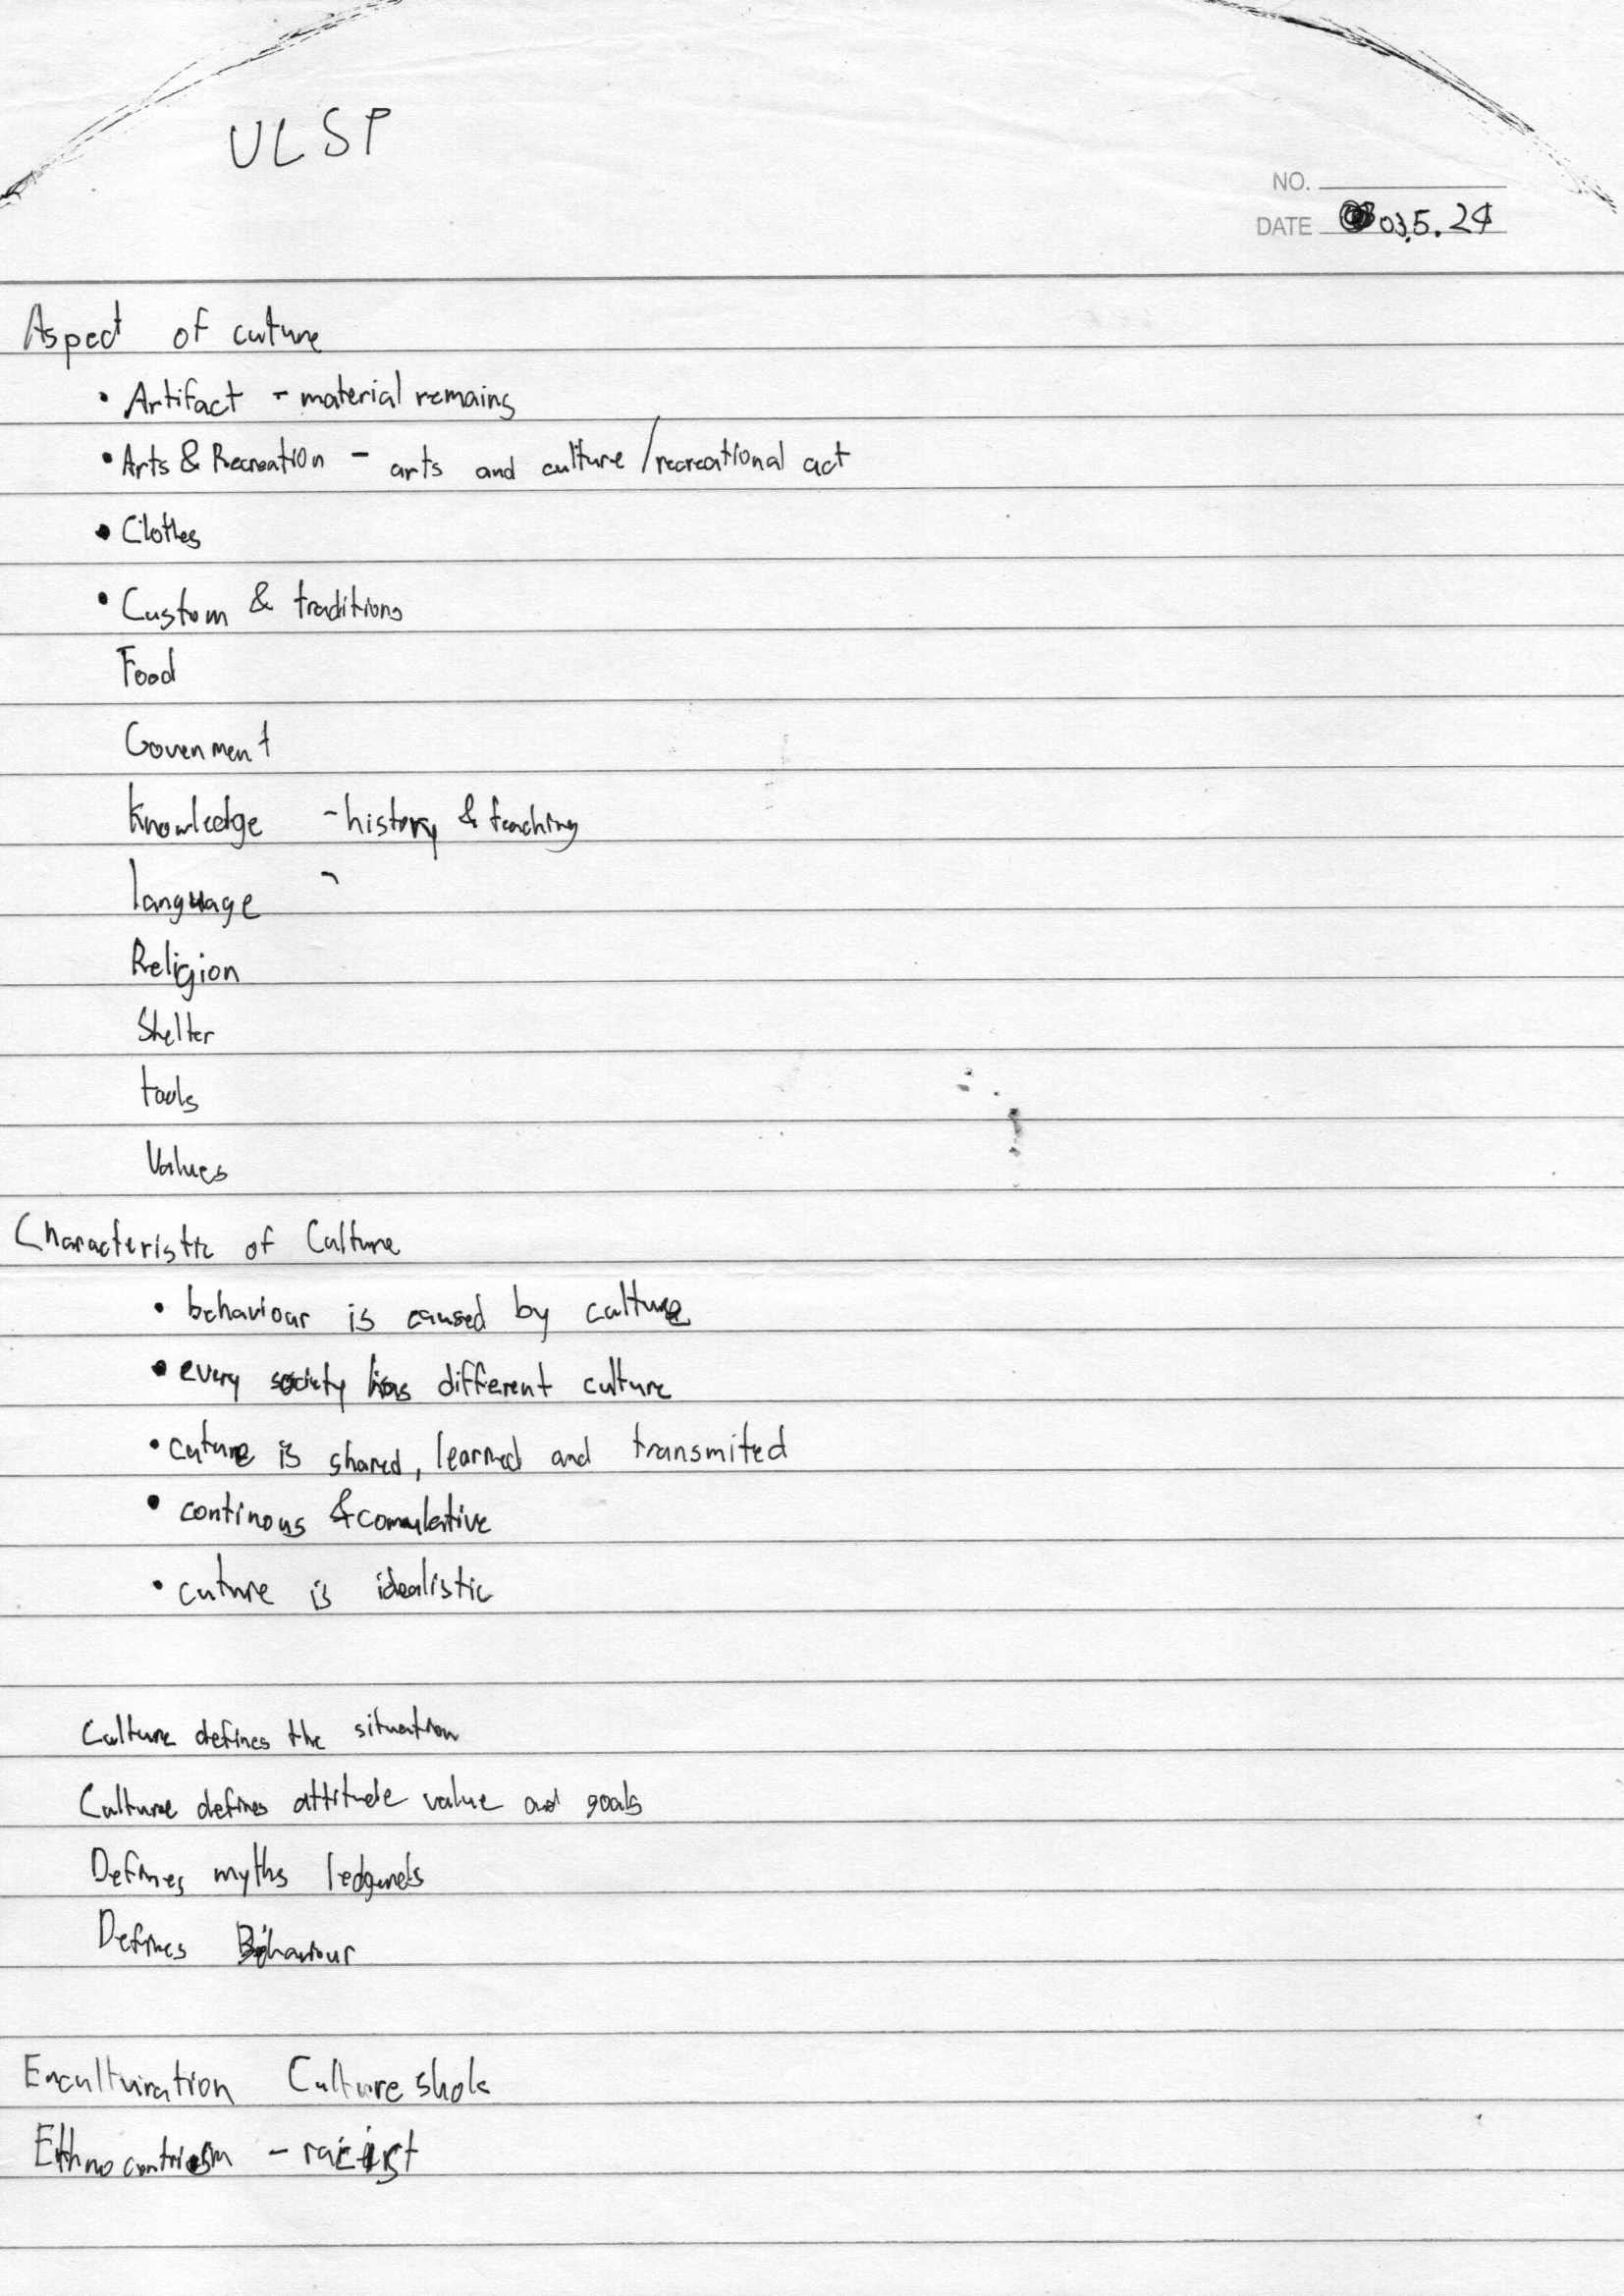 ULSP
NO.
DATE 03.5.24
Aspect of cuture
• Artifact - material remains
• Arts & Recreation - arts and culture / recreational act
• Clothes
• Custom & traditions
Food
Govenment
Knowledge - history & teaching
language -
Religion
Shelter
tools
Values
Characteristic of Culture
• behaviour is caused by culture
• every society has different culture
• cuture is shared, learned and transmited
• continous & comulative
• cuture is idealistic
Culture defines the situation
Culture defines attitude value and goals
Defines myths ledgends
Defines Behaviour
Enculturation Culture shok
Ethnocentrism - racist